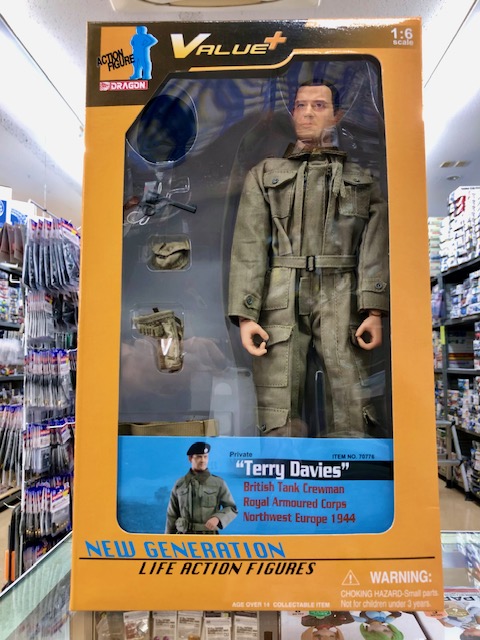 ACTION
FIGURE
DRAGON
VALUE+
1:6
scale
Private
ITEM NO. 70776
"Terry Davies"
British Tank Crewman
Royal Armoured Corps
Northwest Europe 1944
NEW GENERATION
LIFE ACTION FIGURES
WARNING:
CHOKING HAZARD-Small parts
Not for children under 3 years.
AGE OVER 14 COLLECTABLE ITEM